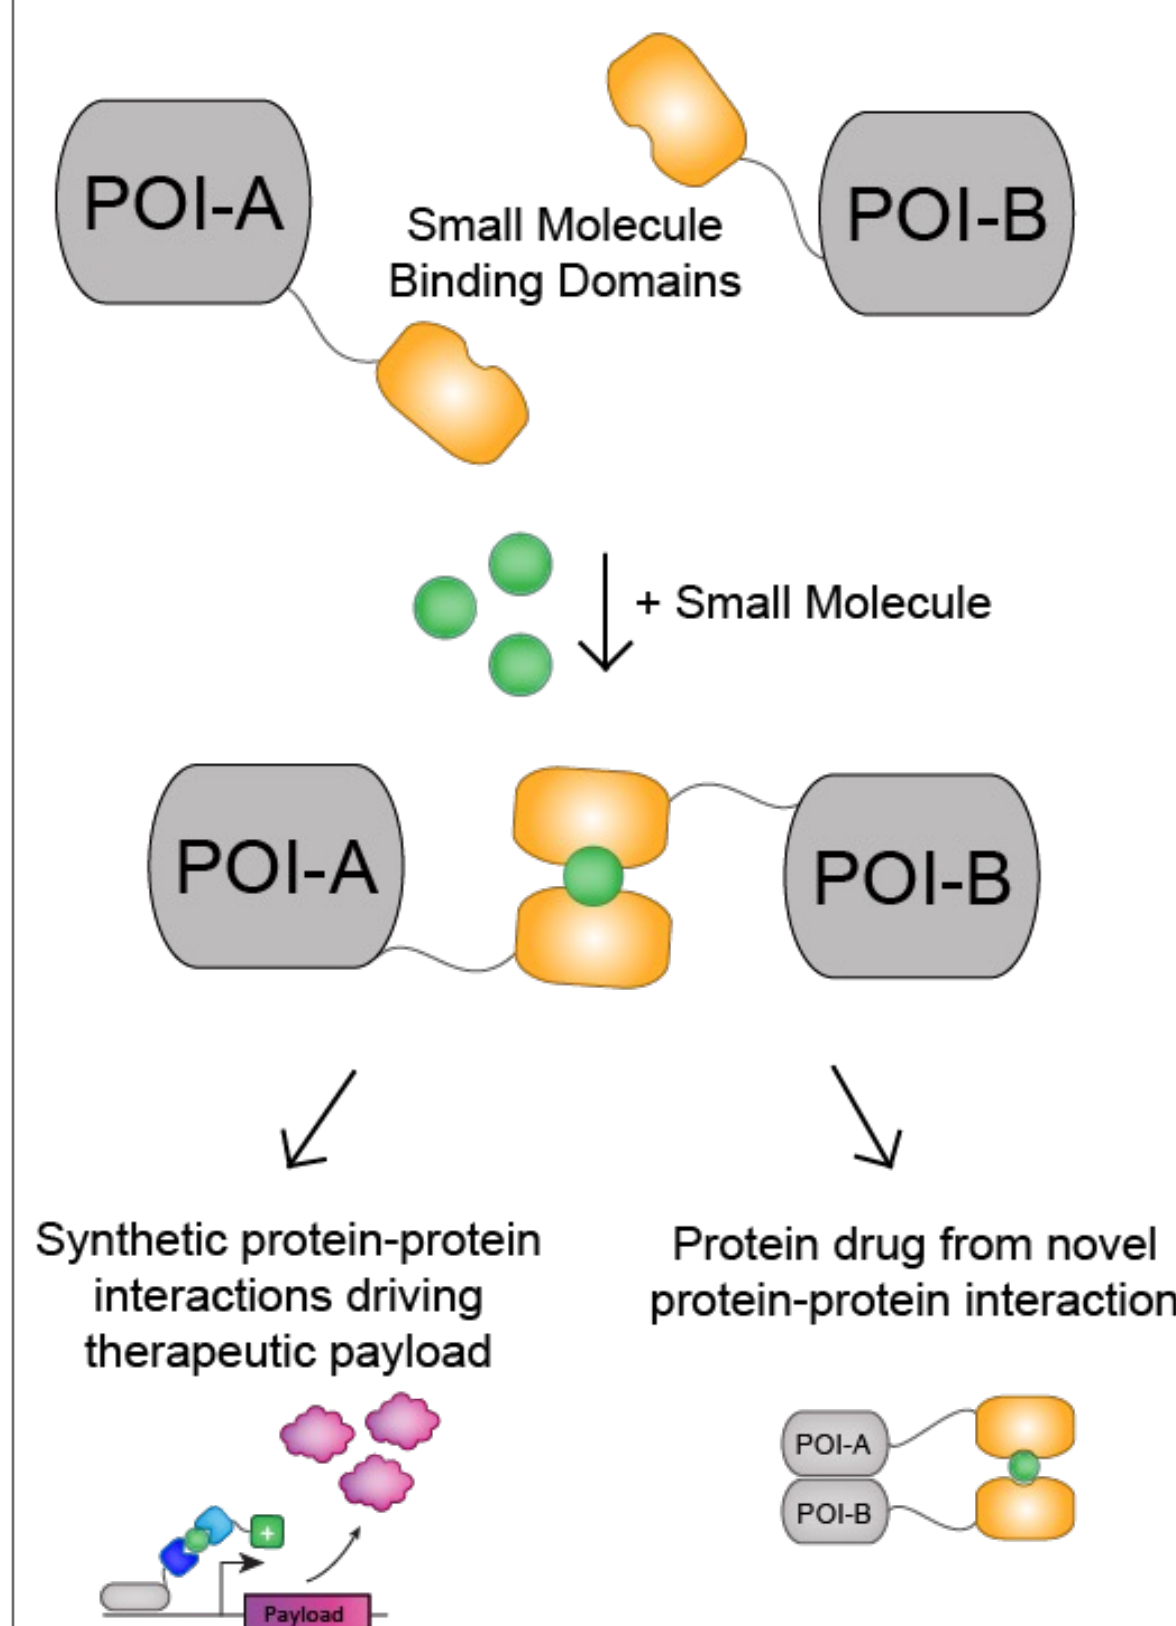 POI-A
POI-B
Small Molecule
Binding Domains
+ Small Molecule
POI-A
POI-B
Synthetic protein-protein
interactions driving
therapeutic payload
Protein drug from novel
protein-protein interaction
+
Payload
POI-A
POI-B